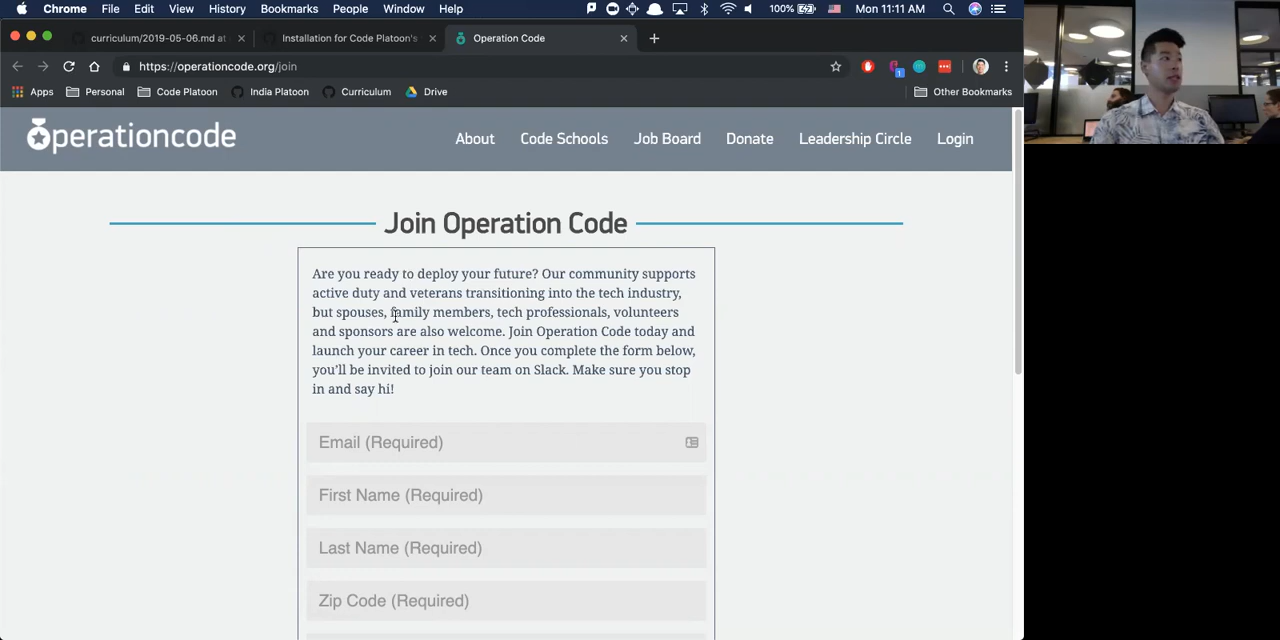 Chrome File Edit View History Bookmarks People Window Help 100% Mon 11:11 AM
curriculum/2019-05-06.md at Installation for Code Platoon's Operation Code
https://operationcode.org/join
Apps Personal Code Platoon India Platoon Curriculum Drive Other Bookmarks
perationcode About Code Schools Job Board Donate Leadership Circle Login
Join Operation Code
Are you ready to deploy your future? Our community supports
active duty and veterans transitioning into the tech industry,
but spouses, family members, tech professionals, volunteers
and sponsors are also welcome. Join Operation Code today and
launch your career in tech. Once you complete the form below,
you'll be invited to join our team on Slack. Make sure you stop
in and say hi!
Email (Required)
First Name (Required)
Last Name (Required)
Zip Code (Required)